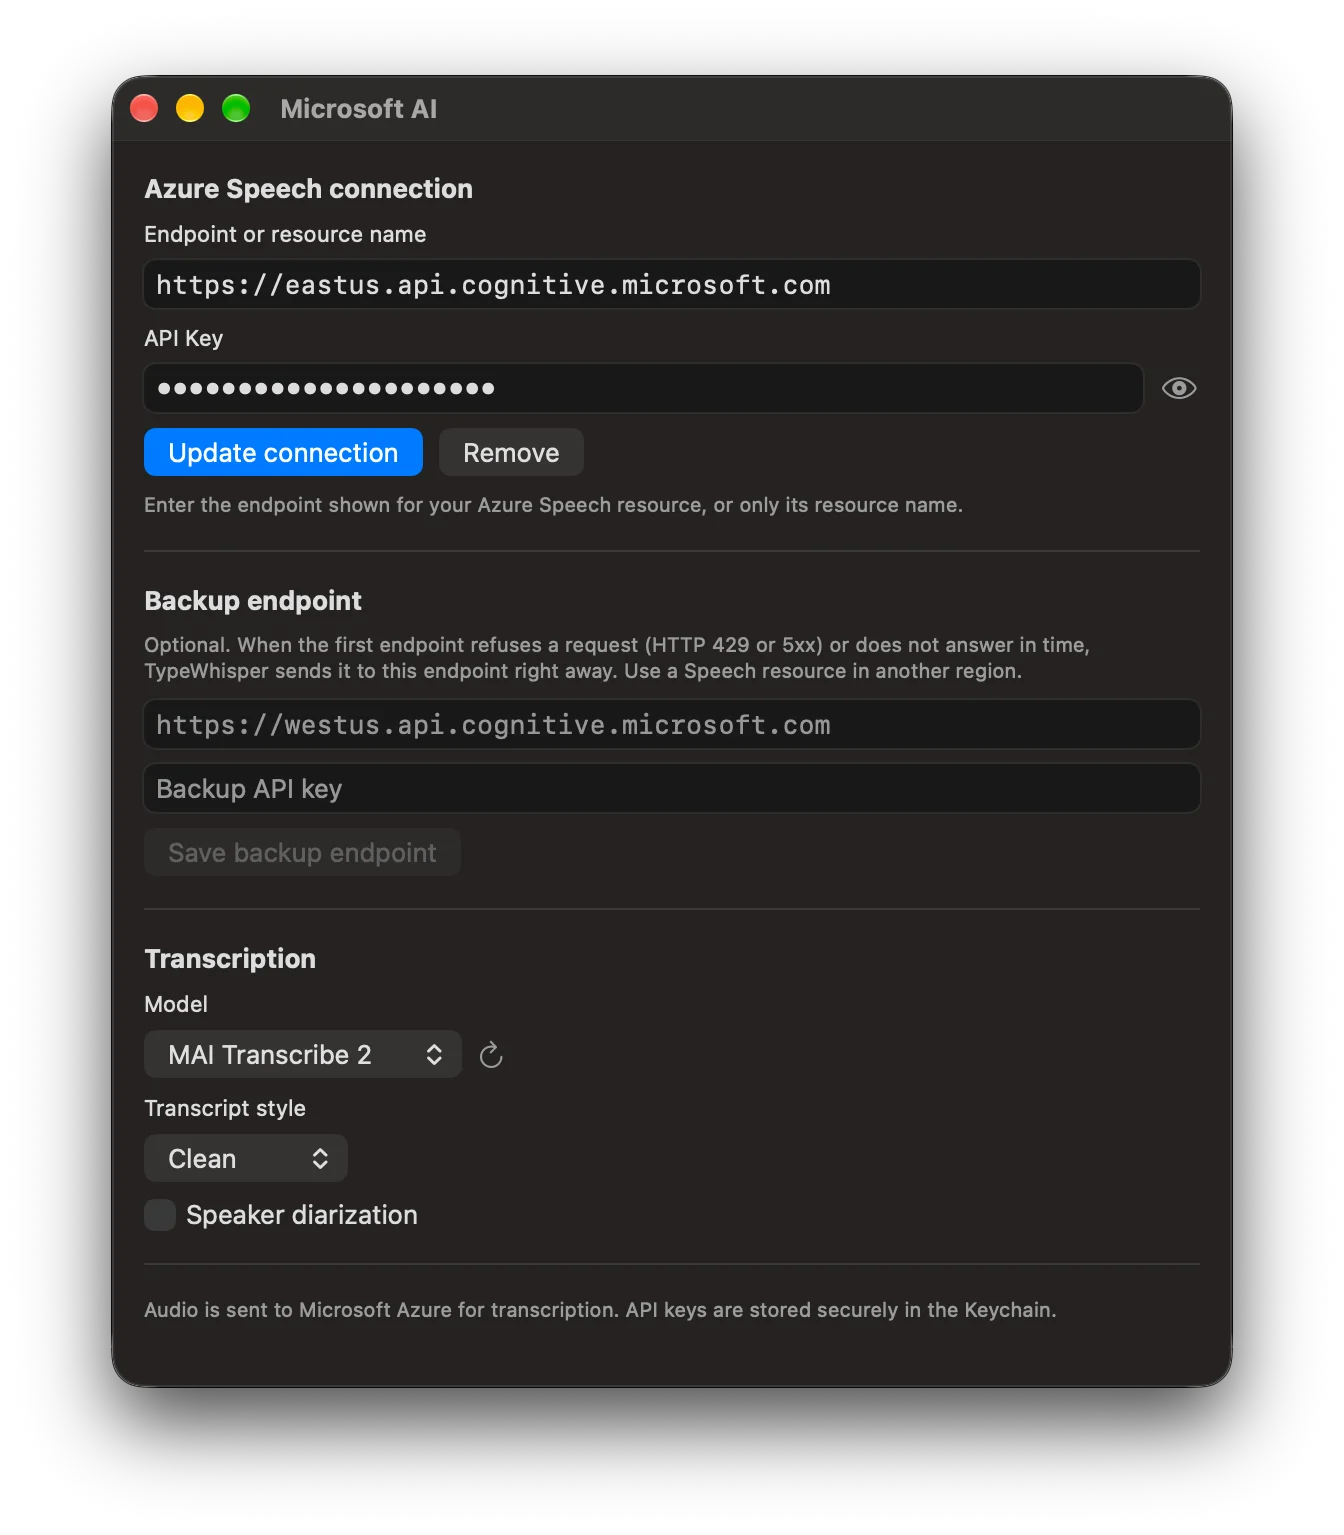 Microsoft AI
Azure Speech connection
Endpoint or resource name
https://eastus.api.cognitive.microsoft.com
API Key
Update connection
Remove
Enter the endpoint shown for your Azure Speech resource, or only its resource name.
Backup endpoint
Optional. When the first endpoint refuses a request (HTTP 429 or 5xx) or does not answer in time,
TypeWhisper sends it to this endpoint right away. Use a Speech resource in another region.
https://westus.api.cognitive.microsoft.com
Backup API key
Save backup endpoint
Transcription
Model
MAI Transcribe 2
Transcript style
Clean
Speaker diarization
Audio is sent to Microsoft Azure for transcription. API keys are stored securely in the Keychain.